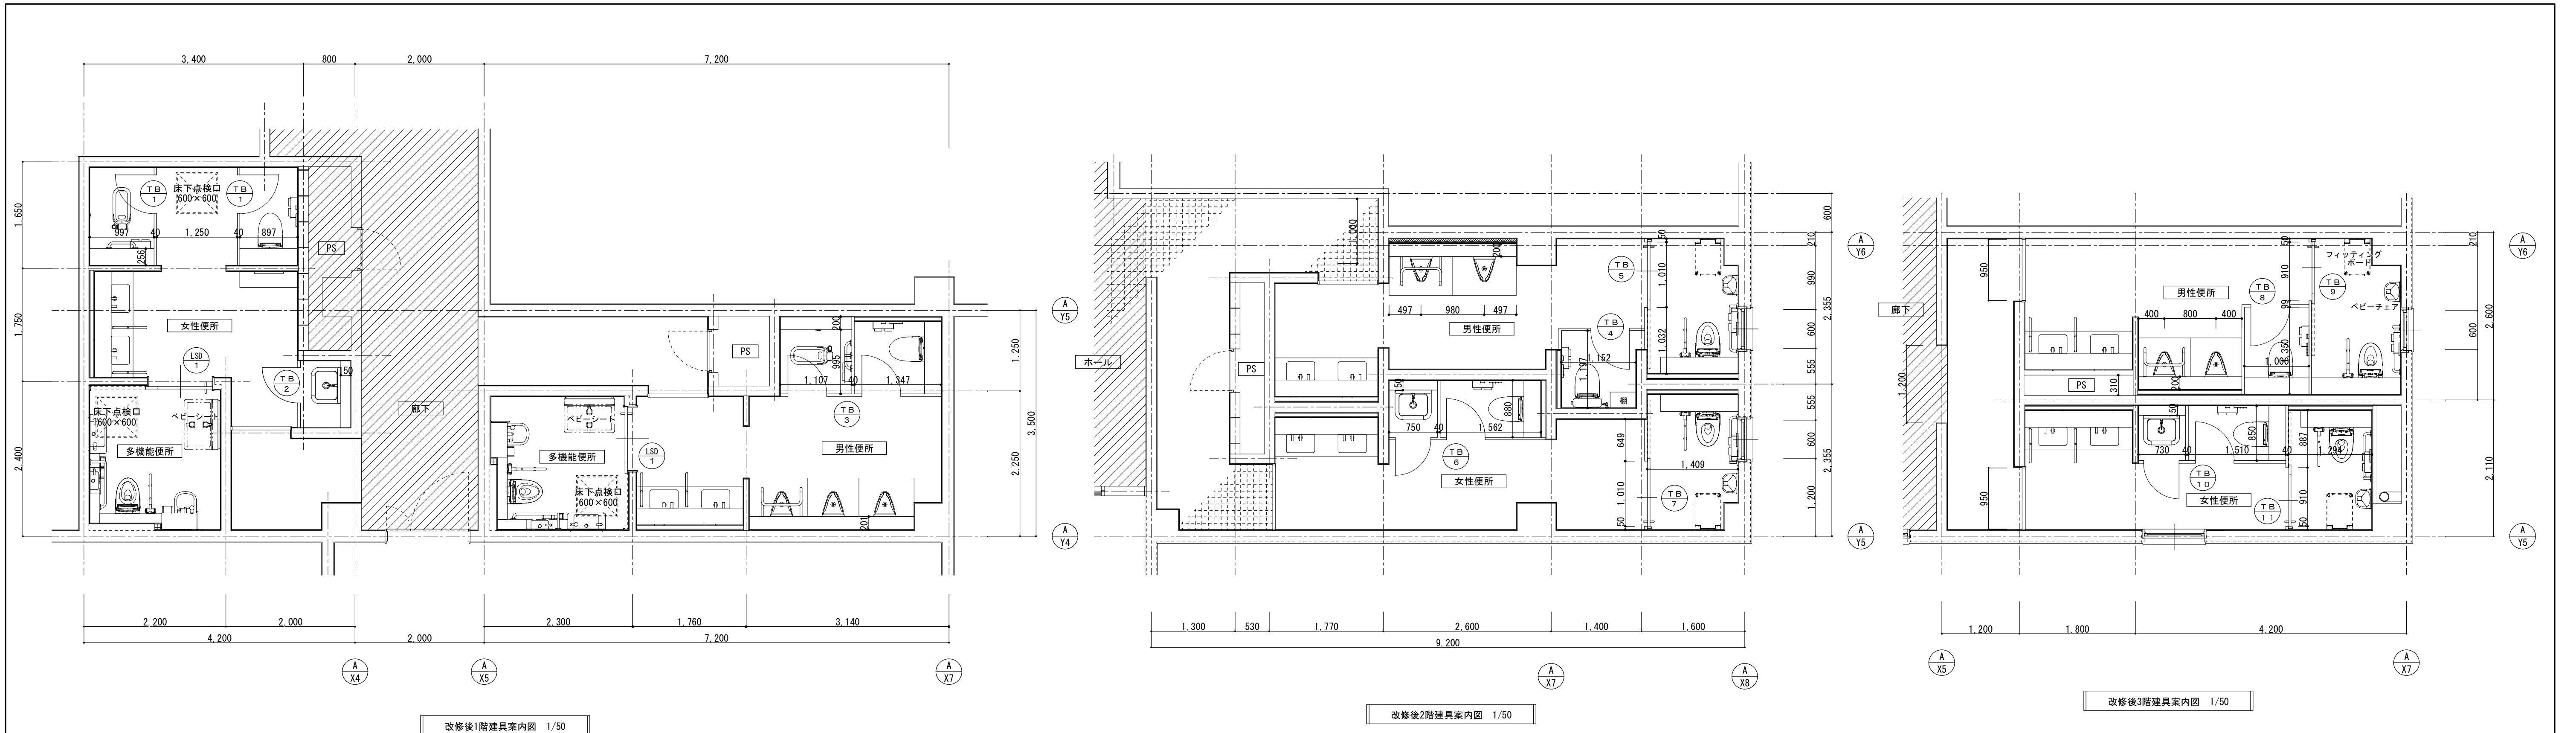 3,400
800
2,000
7,200
1,650
1,750
2,400
TB
1
床下点検口
600×600
TB
1
997
40
1,250
40
897
256
PS
女性便所
LSD
1
TB
2
150
床下点検口
600×600
ベビーシート
多機能便所
廊下
PS
200
995
1,107
40
1,347
TB
3
ベビーシート
多機能便所
LSD
1
床下点検口
600×600
男性便所
201
1,250
2,250
3,500
A
Y5
A
Y4
2,200
2,000
4,200
2,000
2,300
1,760
3,140
7,200
A
X4
A
X5
A
X7
改修後1階建具案内図 1/50
ホール
1,000
200
497
980
497
男性便所
PS
TB
5
50
1,010
TB
4
1,032
1,152
1,197
棚
150
880
750
40
1,562
TB
6
女性便所
649
1,409
1,010
TB
7
50
600
210
990
2,355
600
555
555
600
2,355
1,200
A
Y6
A
Y5
1,300
530
1,770
2,600
1,400
1,600
9,200
A
X7
A
X8
改修後2階建具案内図 1/50
廊下
950
1,200
950
男性便所
400
800
400
PS
310
200
TB
8
50
910
99
TB
9
フィッティング
ボード
ベビーチェア
350
1,000
150
850
730
40
1,510
40
887
1,294
TB
10
女性便所
910
TB
11
50
210
2,600
600
2,110
A
Y6
A
Y5
1,200
1,800
4,200
A
X5
A
X7
改修後3階建具案内図 1/50